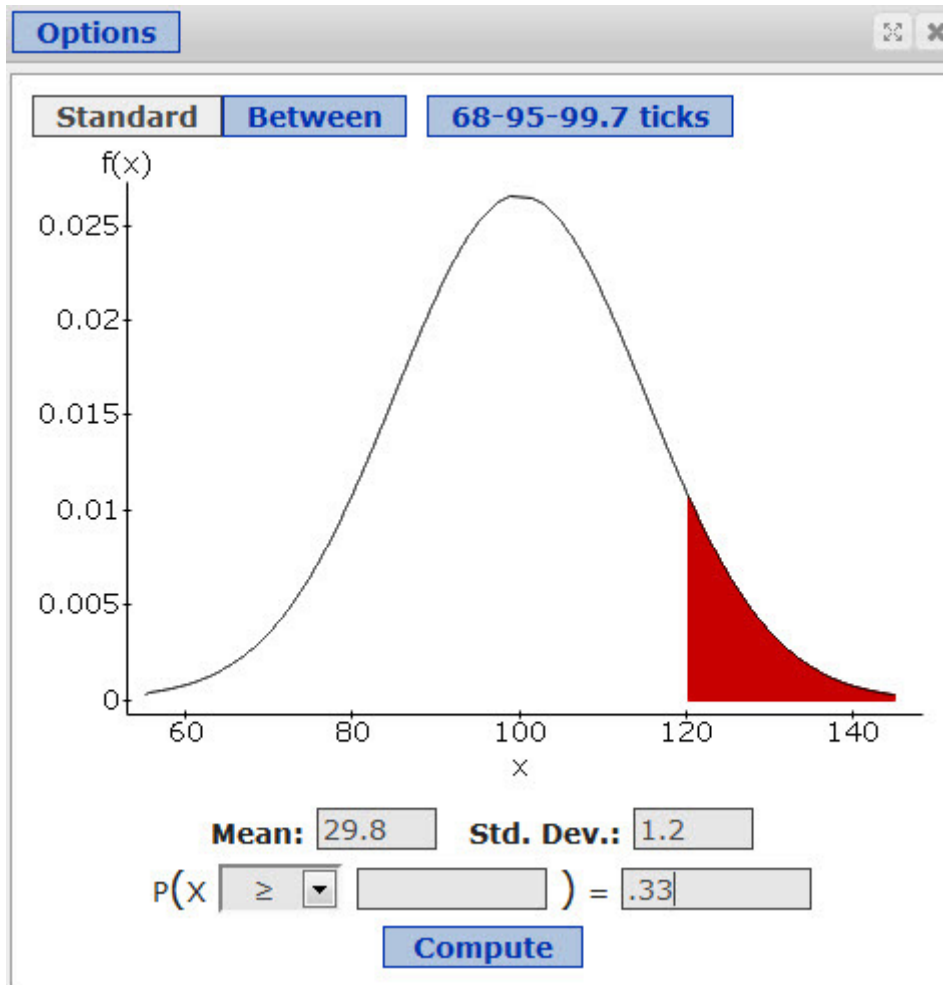 Options
Standard Between 68-95-99.7 ticks
f(x)
0.025
0.02
0.015
0.01
0.005
0
60 80 100 120 140
x
Mean: 29.8 Std. Dev.: 1.2
P(X ≥ ) = .33
Compute